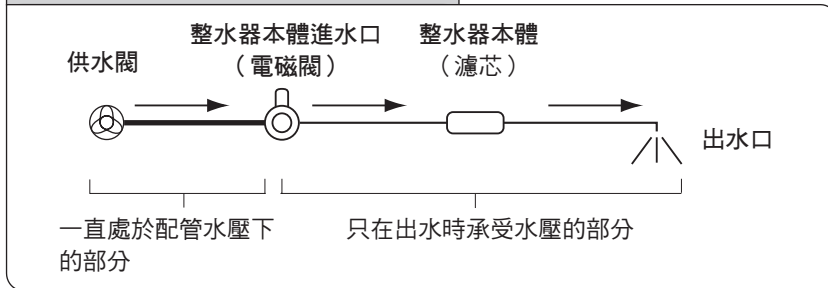 整水器本體進水口
（電磁閥）
整水器本體
（濾芯）
供水閥
出水口
一直處於配管水壓下
的部分
只在出水時承受水壓的部分